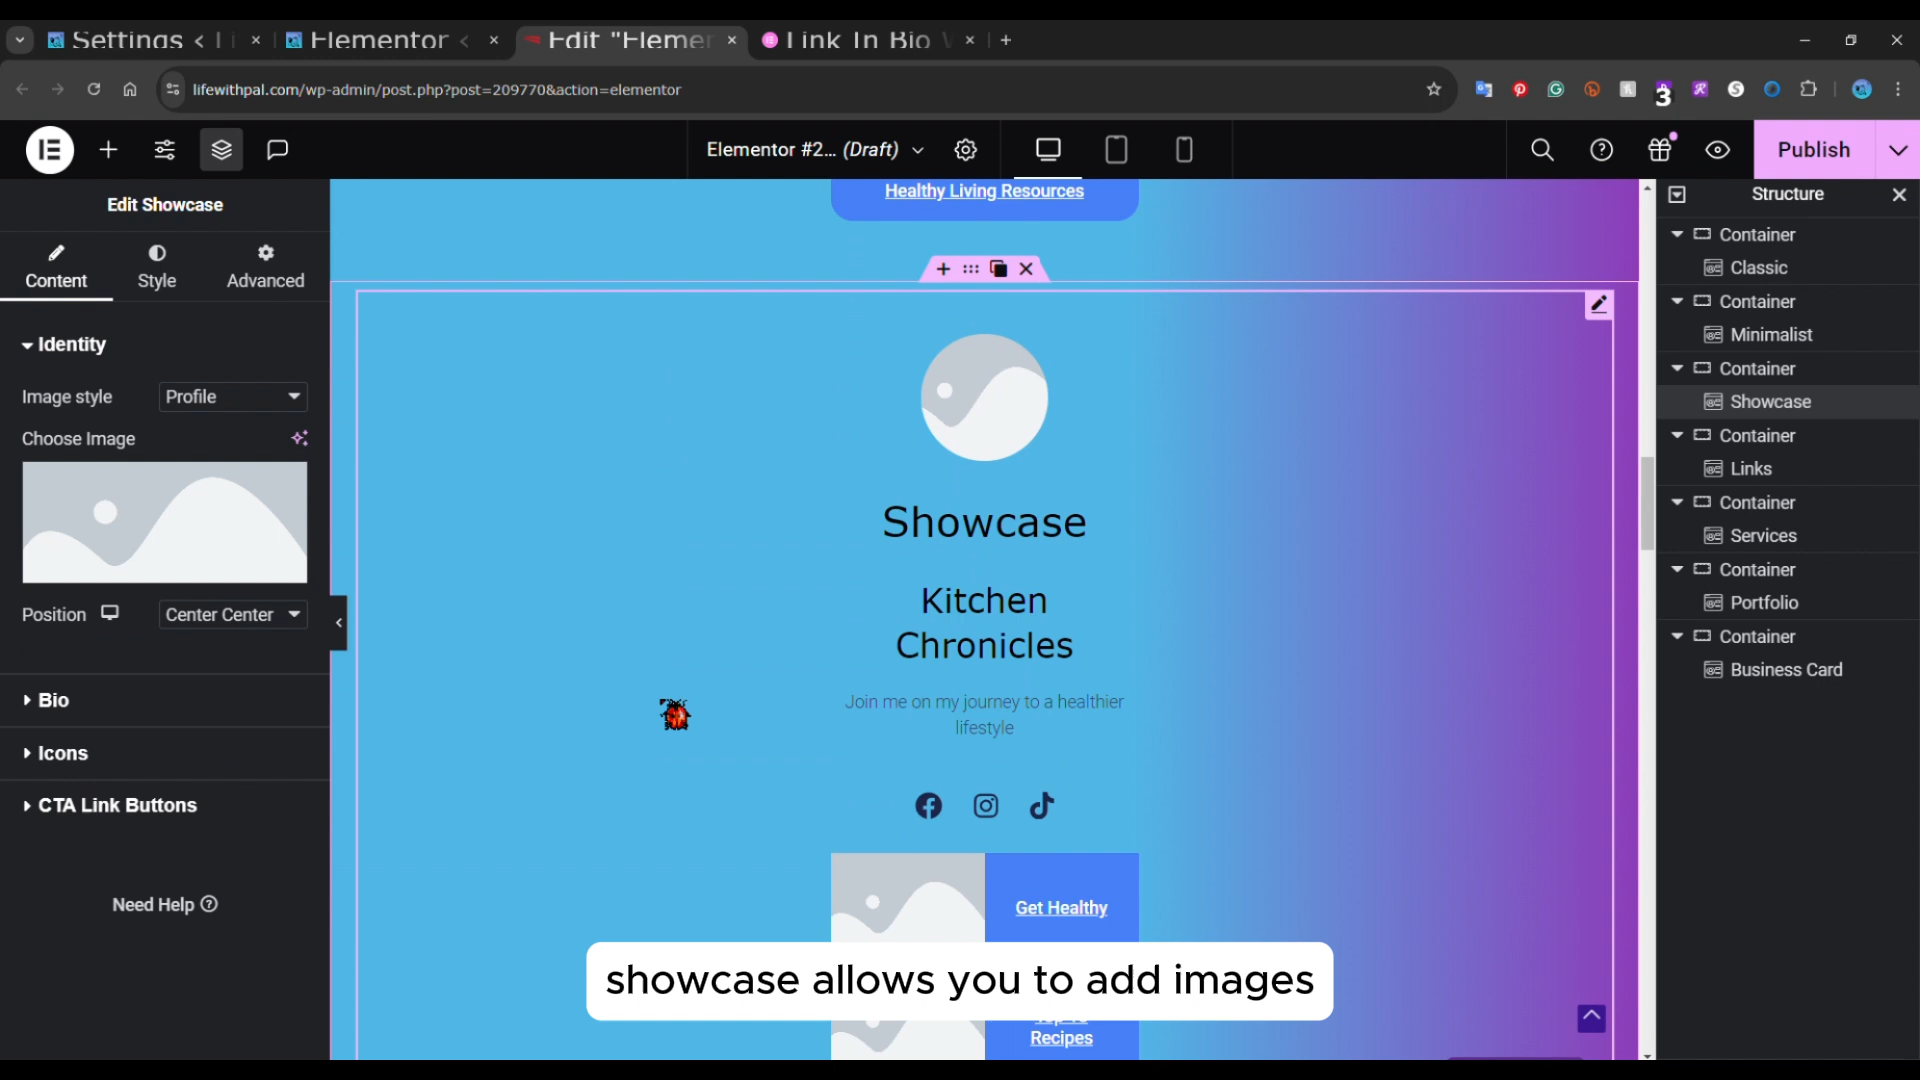 Settings <
Elementor <
Edit "Elemen
Link In Bio
lifewithpal.com/wp-admin/post.php?post=209770&action=elementor
3
Elementor #2... (Draft)
Publish
Edit Showcase
Content
Style
Advanced
Identity
Image style
Profile
Choose Image
Position
Center Center
Bio
Icons
CTA Link Buttons
Need Help
Healthy Living Resources
Showcase
Kitchen
Chronicles
Join me on my journey to a healthier
lifestyle
Get Healthy
Recipes
showcase allows you to add images
Structure
Container
Classic
Container
Minimalist
Container
Showcase
Container
Links
Container
Services
Container
Portfolio
Container
Business Card